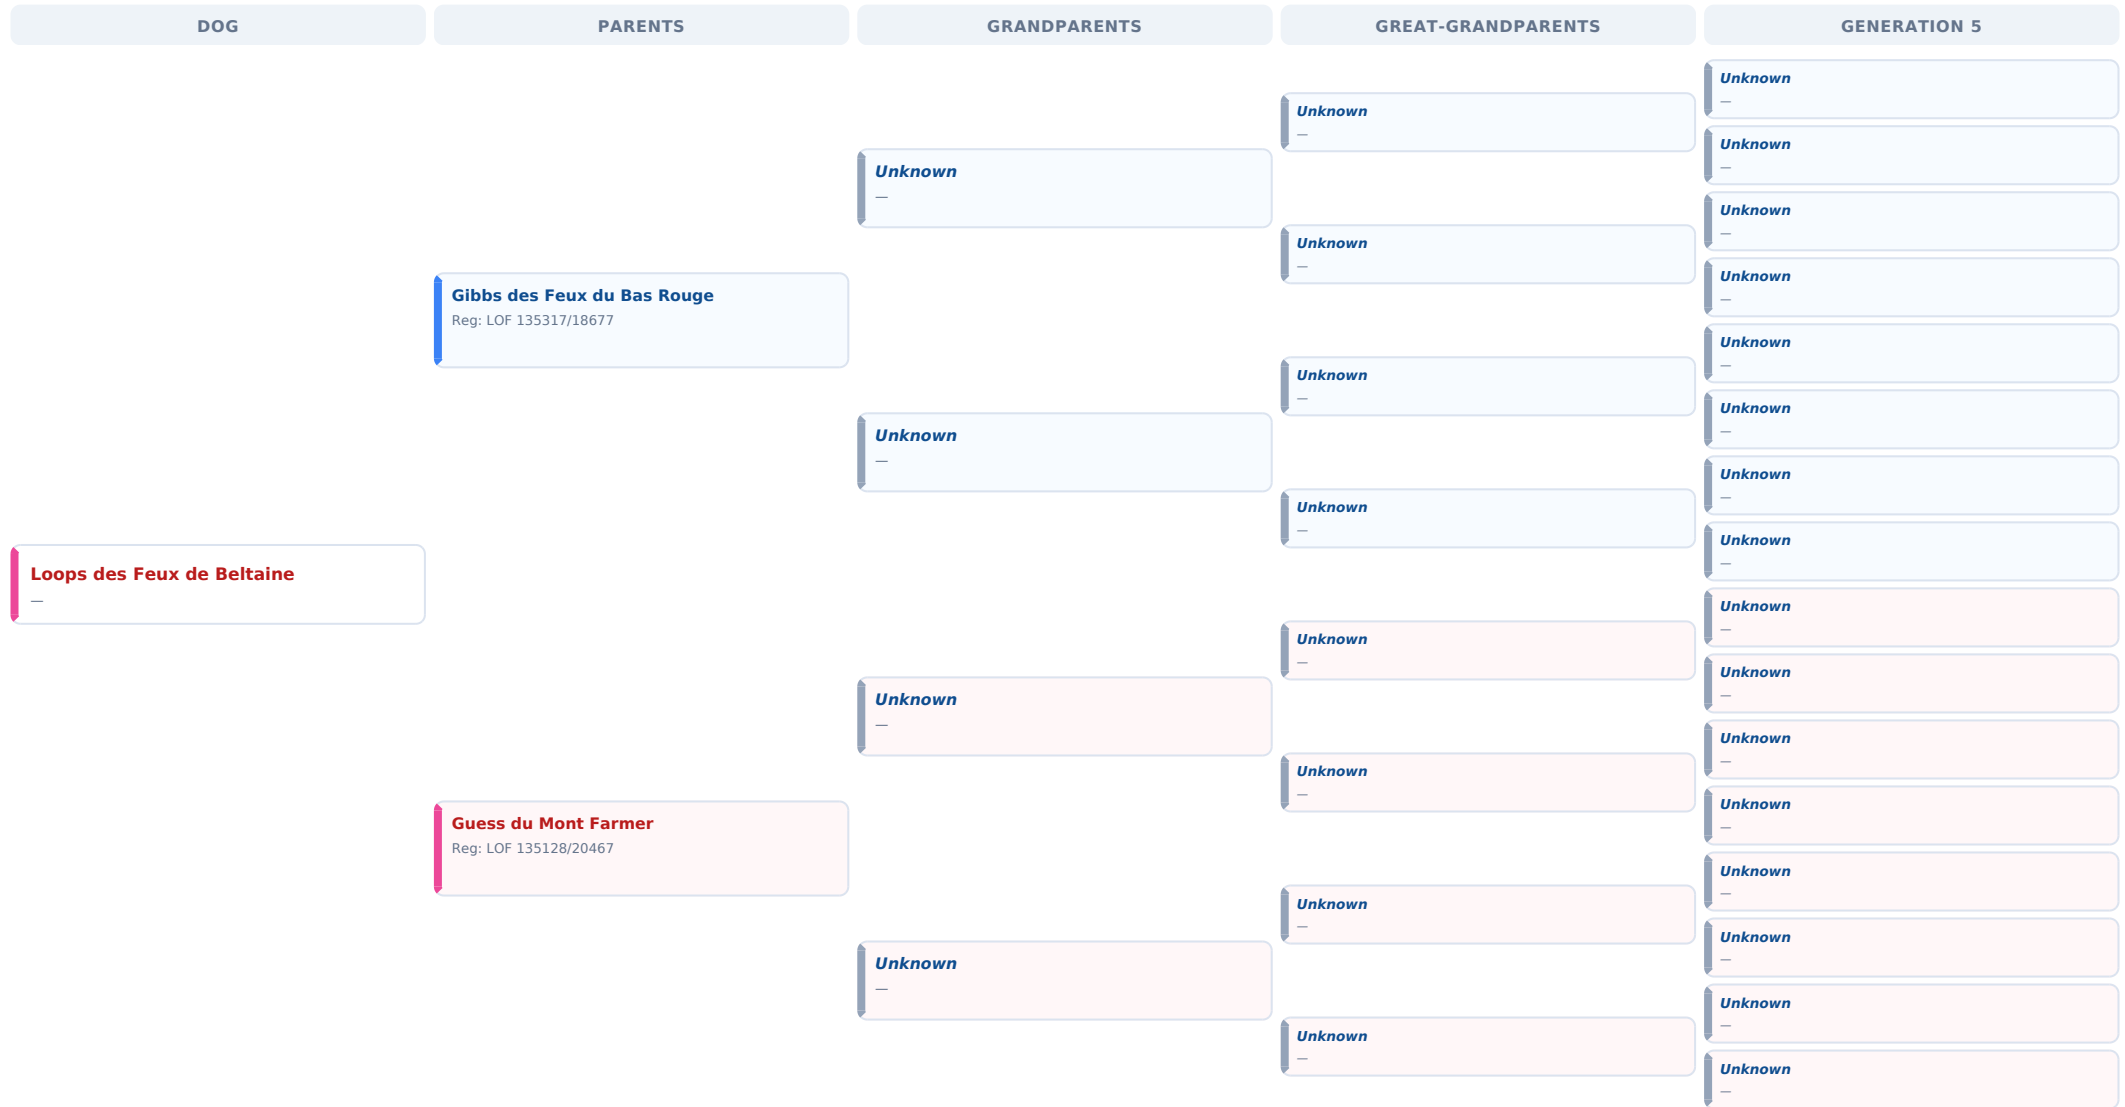 DOG
PARENTS
GRANDPARENTS
GREAT-GRANDPARENTS
GENERATION 5
Loops des Feux de Beltaine
—
Gibbs des Feux du Bas Rouge
Reg: LOF 135317/18677
Guess du Mont Farmer
Reg: LOF 135128/20467
Unknown
—
Unknown
—
Unknown
—
Unknown
—
Unknown
—
Unknown
—
Unknown
—
Unknown
—
Unknown
—
Unknown
—
Unknown
—
Unknown
—
Unknown
—
Unknown
—
Unknown
—
Unknown
—
Unknown
—
Unknown
—
Unknown
—
Unknown
—
Unknown
—
Unknown
—
Unknown
—
Unknown
—
Unknown
—
Unknown
—
Unknown
—
Unknown
—